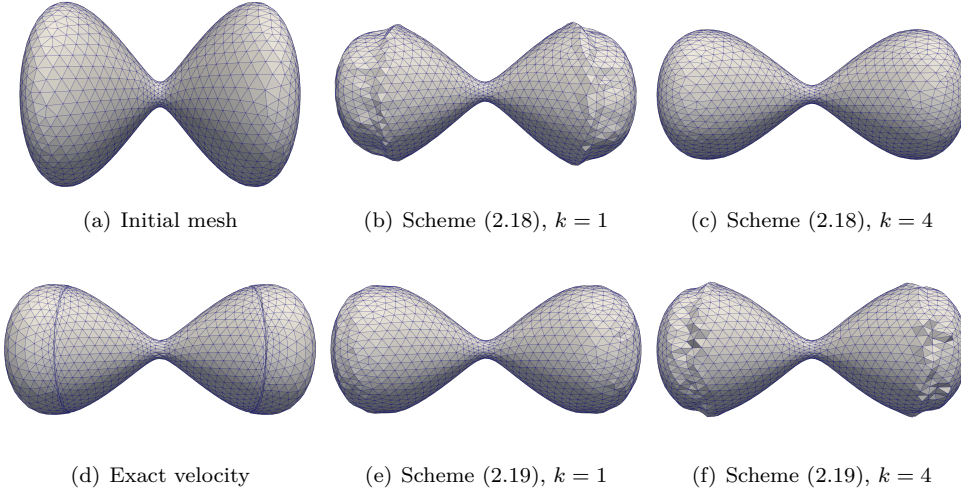 (a) Initial mesh
(b) Scheme (2.18), k = 1
(c) Scheme (2.18), k = 4
(d) Exact velocity
(e) Scheme (2.19), k = 1
(f) Scheme (2.19), k = 4